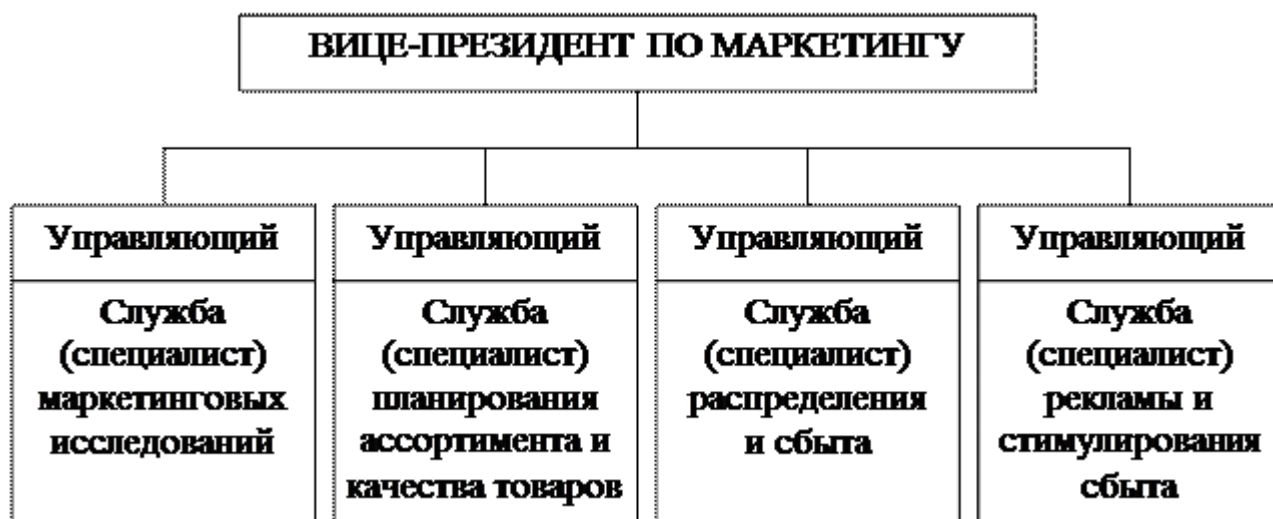 ВИЦЕ-ПРЕЗИДЕНТ ПО МАРКЕТИНГУ
Управляющий
Служба
(специалист)
маркетинговых
исследований
Управляющий
Служба
(специалист)
планирования
ассортимента и
качества товаров
Управляющий
Служба
(специалист)
распределения
и сбыта
Управляющий
Служба
(специалист)
рекламы и
стимулирования
сбыта